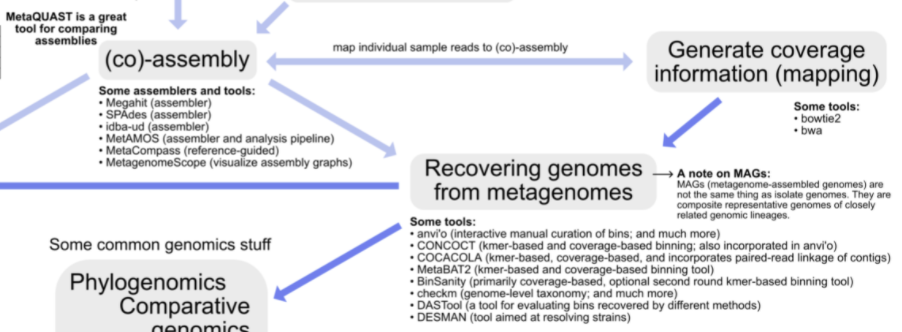 MetaQUAST is a great
tool for comparing
assemblies
(co)-assembly
map individual sample reads to (co)-assembly
Generate coverage
information (mapping)
Some assemblers and tools:
• Megahit (assembler)
• SPAdes (assembler)
• idba-ud (assembler)
• MetAMOS (assembler and analysis pipeline)
• MetaCompass (reference-guided)
• MetagenomeScope (visualize assembly graphs)
Some tools:
• bowtie2
• bwa
Recovering genomes
from metagenomes
A note on MAGs:
MAGs (metagenome-assembled genomes) are
not the same thing as isolate genomes. They are
composite representative genomes of closely
related genomic lineages.
Some tools:
• anvi'o (interactive manual curation of bins; and much more)
• CONCOCT (kmer-based and coverage-based binning; also incorporated in anvi'o)
• COCACOLA (kmer-based, coverage-based, and incorporates paired-read linkage of contigs)
• MetaBAT2 (kmer-based and coverage-based binning tool)
• BinSanity (primarily coverage-based, optional second round kmer-based binning tool)
• checkm (genome-level taxonomy; and much more)
• DASTool (a tool for evaluating bins recovered by different methods)
• DESMAN (tool aimed at resolving strains)
Some common genomics stuff
Phylogenomics
Comparative
genomics